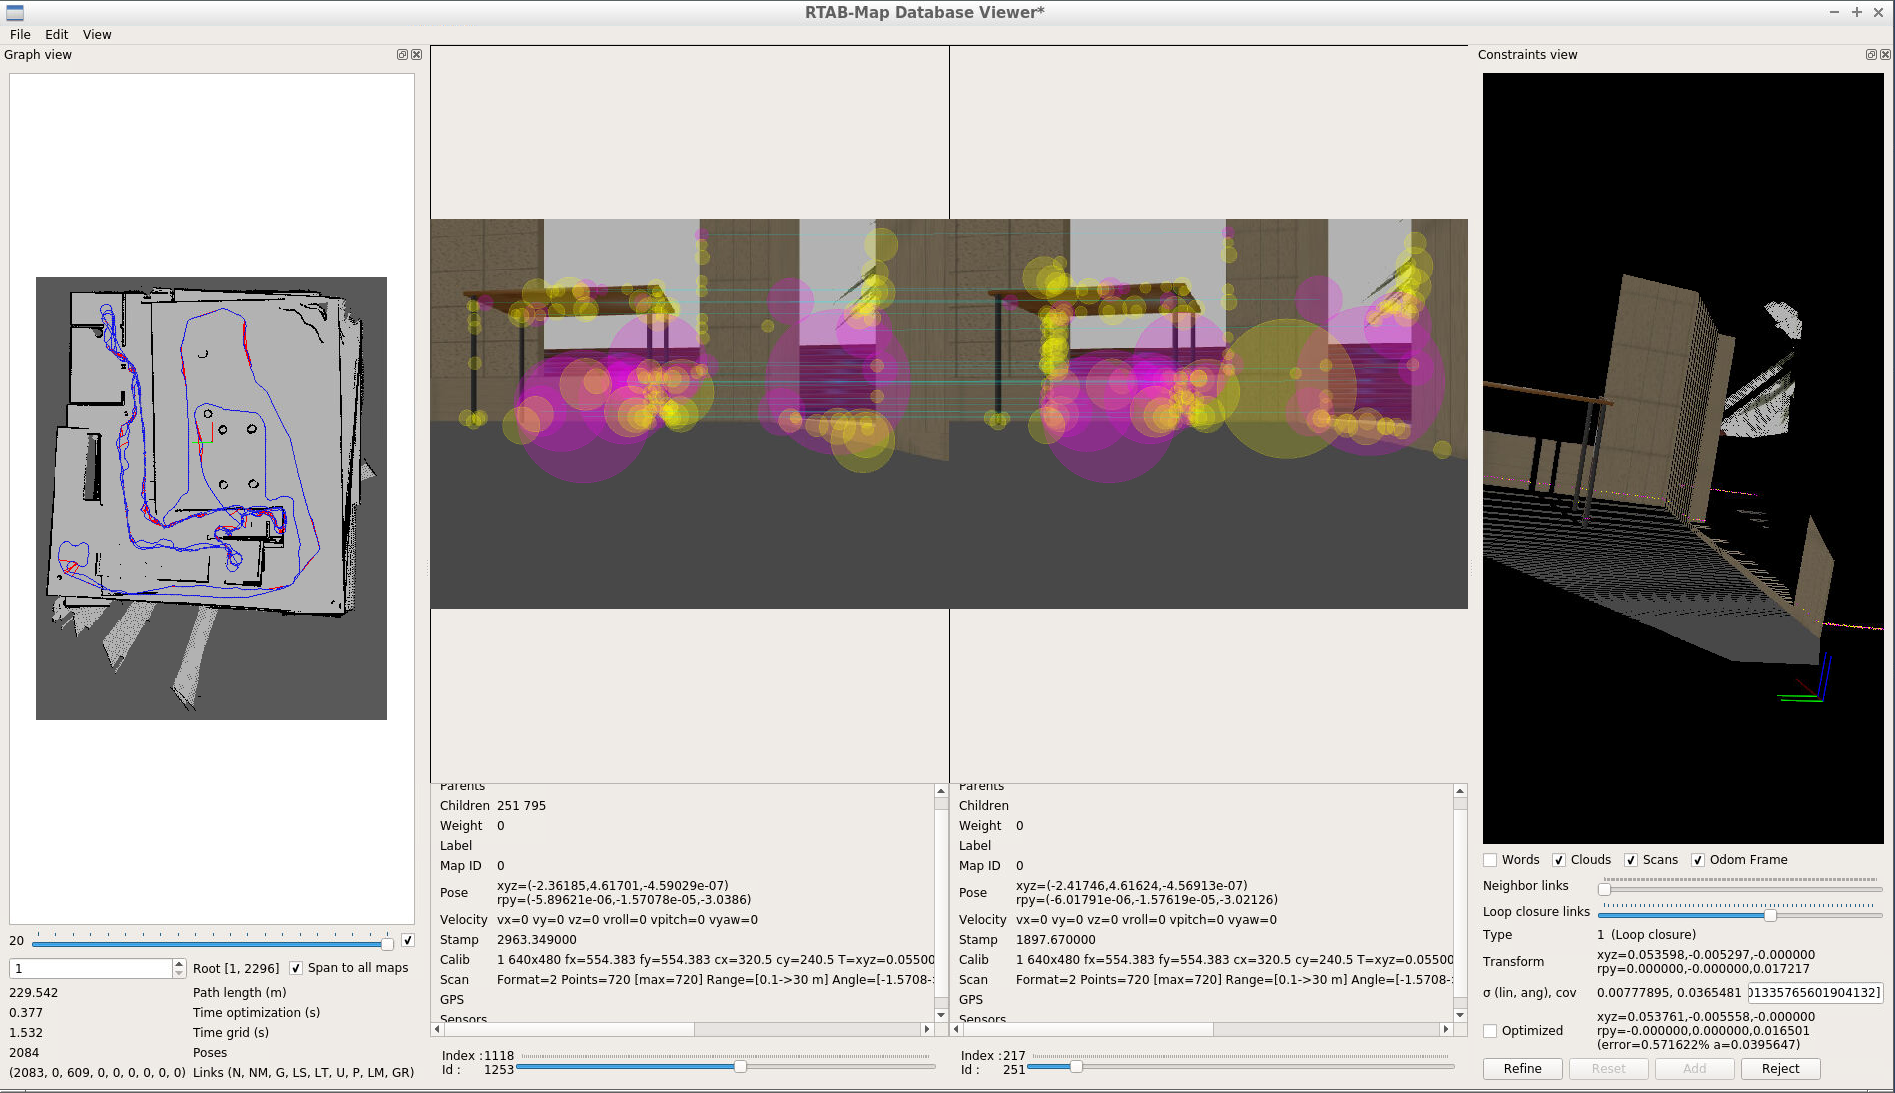 RTAB-Map Database Viewer*
File Edit View
Graph view
20
1 Root [1, 2296] Span to all maps
229.542 Path length (m)
0.377 Time optimization (s)
1.532 Time grid (s)
2084 Poses
(2083, 0, 609, 0, 0, 0, 0, 0, 0) Links (N, NM, G, LS, LT, U, P, LM, GR)
Parents
Children 251 795
Weight 0
Label
Map ID 0
Pose xyz=(-2.36185,4.61701,-4.59029e-07)
rpy=(-5.89621e-06,-1.57078e-05,-3.0386)
Velocity vx=0 vy=0 vz=0 vroll=0 vpitch=0 vyaw=0
Stamp 2963.349000
Calib 1 640x480 fx=554.383 fy=554.383 cx=320.5 cy=240.5 T=xyz=0.05500
Scan Format=2 Points=720 [max=720] Range=[0.1->30 m] Angle=[-1.5708-
GPS
Sensors
Index : 1118
Id : 1253
Parents
Children
Weight 0
Label
Map ID 0
Pose xyz=(-2.41746,4.61624,-4.56913e-07)
rpy=(-6.01791e-06,-1.57619e-05,-3.02126)
Velocity vx=0 vy=0 vz=0 vroll=0 vpitch=0 vyaw=0
Stamp 1897.670000
Calib 1 640x480 fx=554.383 fy=554.383 cx=320.5 cy=240.5 T=xyz=0.05500
Scan Format=2 Points=720 [max=720] Range=[0.1->30 m] Angle=[-1.5708-
GPS
Sensors
Index : 217
Id : 251
Constraints view
Words Clouds Scans Odom Frame
Neighbor links
Loop closure links
Type 1 (Loop closure)
Transform xyz=0.053598,-0.005297,-0.000000
rpy=0.000000,-0.000000,0.017217
σ (lin, ang), cov 0.00777895, 0.0365481 01335765601904132]
Optimized xyz=0.053761,-0.005558,-0.000000
rpy=-0.000000,0.000000,0.016501
(error=0.571622% a=0.0395647)
Refine Reset Add Reject